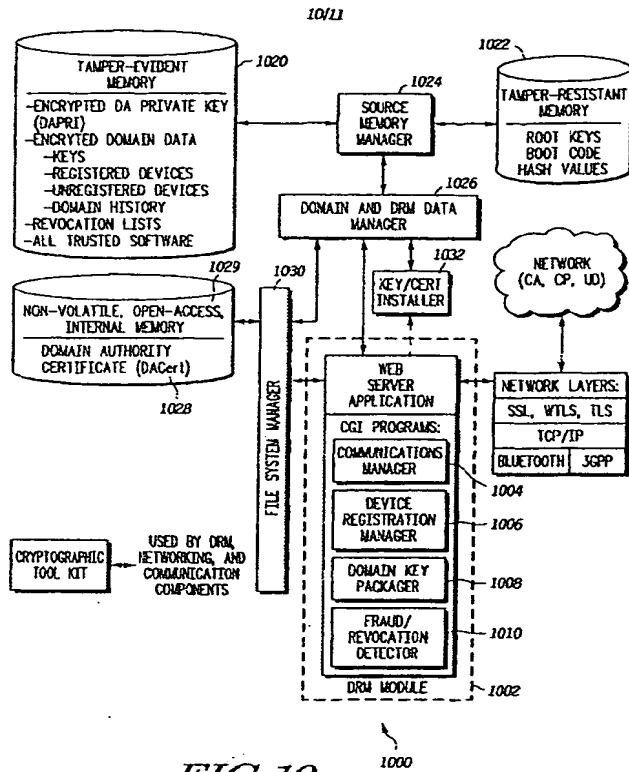 10/11
1020
TAMPER-EVIDENT
MEMORY
-ENCRYPTED DA PRIVATE KEY
(DAPRI)
-ENCRYTED DOMAIN DATA
-KEYS
-REGISTERED DEVICES
-UNREGISTERED DEVICES
-DOMAIN HISTORY
-REVOCATION LISTS
-ALL TRUSTED SOFTWARE
1024
SOURCE
MEMORY
MANAGER
1022
TAMPER-RESISTANT
MEMORY
ROOT KEYS
BOOT CODE
HASH VALUES
1026
DOMAIN AND DRM DATA
MANAGER
1029
NON-VOLATILE, OPEN-ACCESS,
INTERNAL MEMORY
DOMAIN AUTHORITY
CERTIFICATE (DACert)
1028
1030
FILE SYSTEM MANAGER
1032
KEY/CERT
INSTALLER
NETWORK
(CA, CP, UD)
WEB
SERVER
APPLICATION
CGI PROGRAMS:
COMMUNICATIONS
MANAGER
1004
DEVICE
REGISTRATION
MANAGER
1006
DOMAIN KEY
PACKAGER
1008
FRAUD/
REVOCATION
DETECTOR
1010
DRM MODULE
1002
NETWORK LAYERS:
SSL, WTLS, TLS
TCP/IP
BLUETOOTH
3GPP
CRYPTOGRAPHIC
TOOL KIT
USED BY DRM,
NETWORKING, AND
COMMUNICATION
COMPONENTS
1000
FIG.10